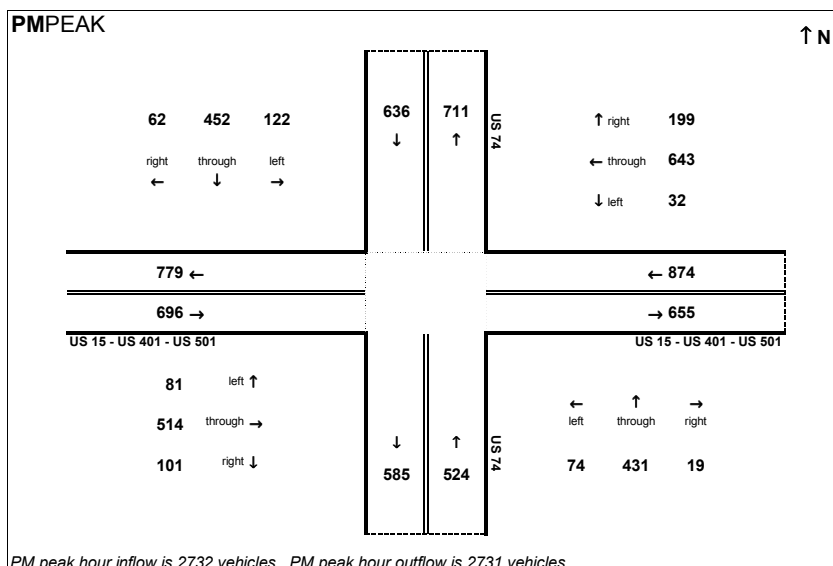 PMPEAK
↑ N
62 452 122
right through left
← ↓ →
636 711
↓ ↑
US 74
↑ right 199
← through 643
↓ left 32
779 ←
← 874
696 →
→ 655
US 15 - US 401 - US 501
US 15 - US 401 - US 501
81 left ↑
514 through →
101 right ↓
↓ ↑
585 524
US 74
← ↑ →
left through right
74 431 19
PM peak hour inflow is 2732 vehicles. PM peak hour outflow is 2731 vehicles